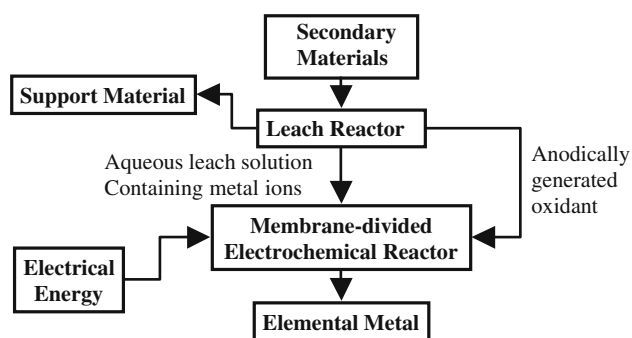 Secondary
Materials
Support Material
Leach Reactor
Aqueous leach solution
Containing metal ions
Anodically
generated
oxidant
Membrane-divided
Electrochemical Reactor
Electrical
Energy
Elemental Metal